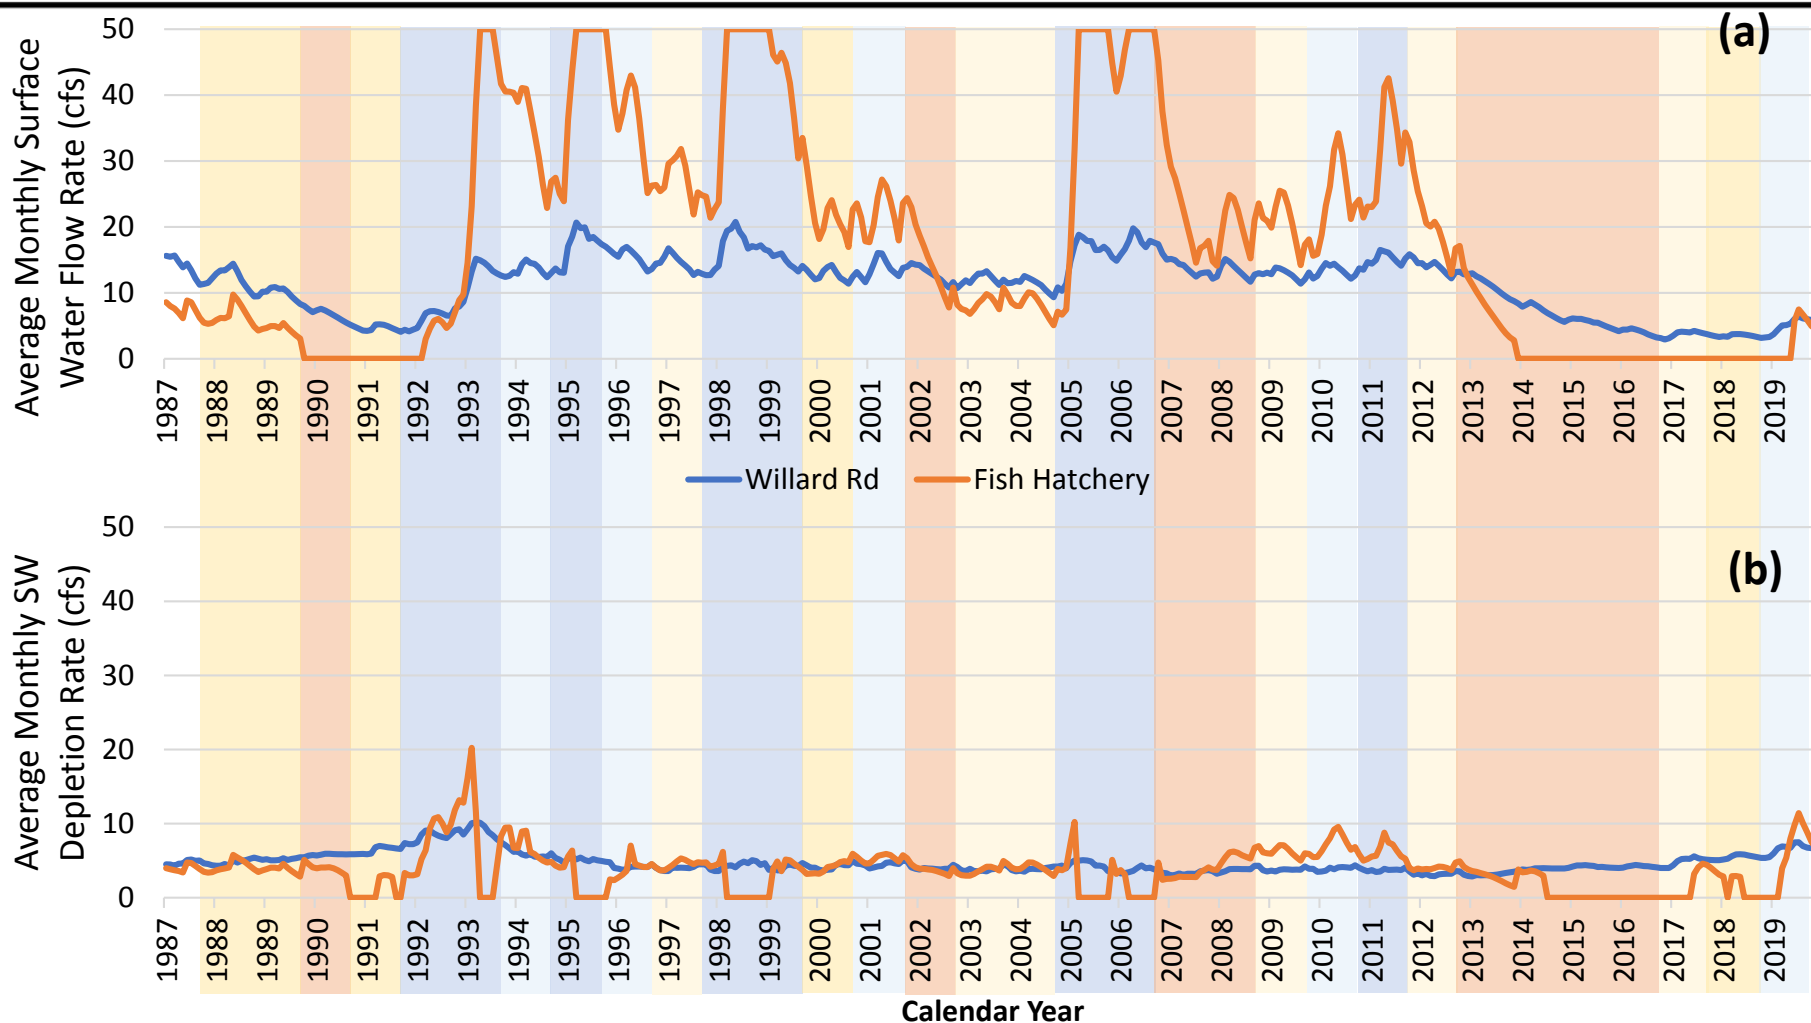 (a)
Average Monthly Surface
Water Flow Rate (cfs)
50
40
30
20
10
0
1987 1988 1989 1990 1991 1992 1993 1994 1995 1996 1997 1998 1999 2000 2001 2002 2003 2004 2005 2006 2007 2008 2009 2010 2011 2012 2013 2014 2015 2016 2017 2018 2019
Willard Rd Fish Hatchery
(b)
Average Monthly SW
Depletion Rate (cfs)
50
40
30
20
10
0
1987 1988 1989 1990 1991 1992 1993 1994 1995 1996 1997 1998 1999 2000 2001 2002 2003 2004 2005 2006 2007 2008 2009 2010 2011 2012 2013 2014 2015 2016 2017 2018 2019
Calendar Year